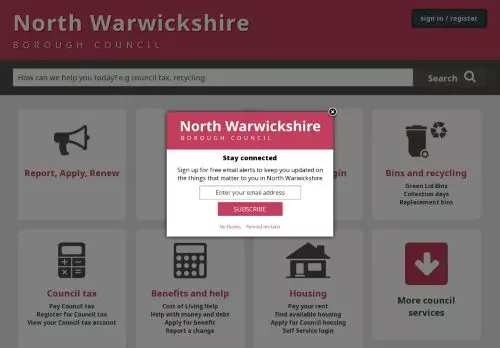 North Warwickshire
BOROUGH COUNCIL
sign in / register
How can we help you today? e.g council tax, recycling
Search
North Warwickshire
BOROUGH COUNCIL
Stay connected
Sign up for free email alerts to keep you updated on
the things that matter to you in North Warwickshire
Enter your email address
SUBSCRIBE
No thanks
Remind me later
Report, Apply, Renew
Bins and recycling
Green Lid Bins
Collection days
Replacement bins
Council tax
Pay Council tax
Register for Council tax
View your Council tax account
Benefits and help
Cost of Living Help
Help with money and debt
Apply for benefit
Report a change
Housing
Pay your rent
Find available housing
Apply for Council housing
Self Service login
More council
services